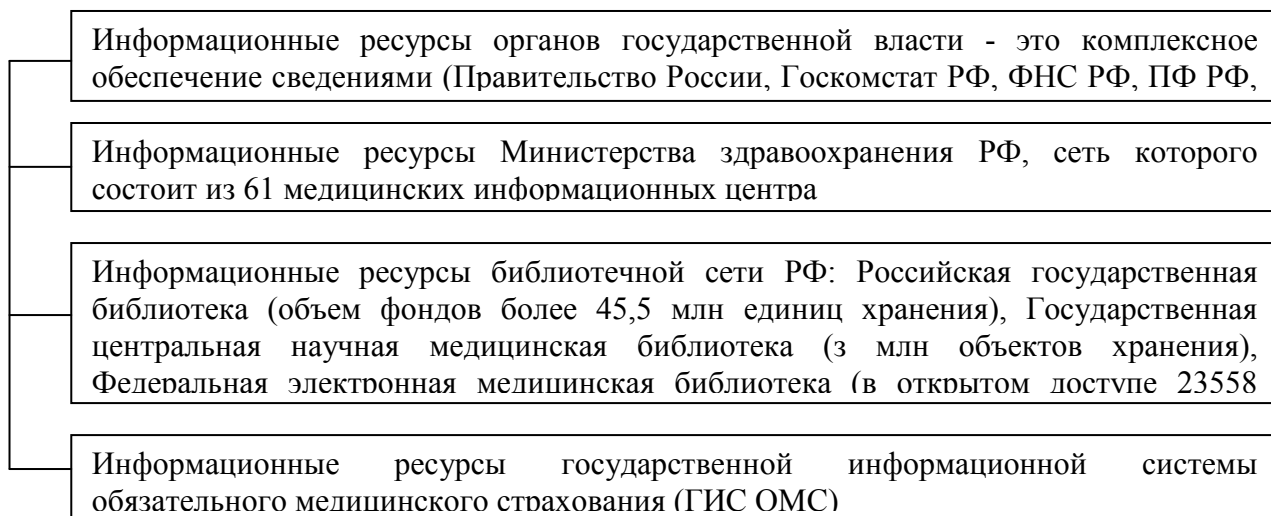 Информационные ресурсы органов государственной власти - это комплексное
обеспечение сведениями (Правительство России, Госкомстат РФ, ФНС РФ, ПФ РФ,
Информационные ресурсы Министерства здравоохранения РФ, сеть которого
состоит из 61 медицинских информационных центра
Информационные ресурсы библиотечной сети РФ: Российская государственная
библиотека (объем фондов более 45,5 млн единиц хранения), Государственная
центральная научная медицинская библиотека (з млн объектов хранения),
Федеральная электронная медицинская библиотека (в открытом доступе 23558
Информационные ресурсы государственной информационной системы
обязательного медицинского страхования (ГИС ОМС)